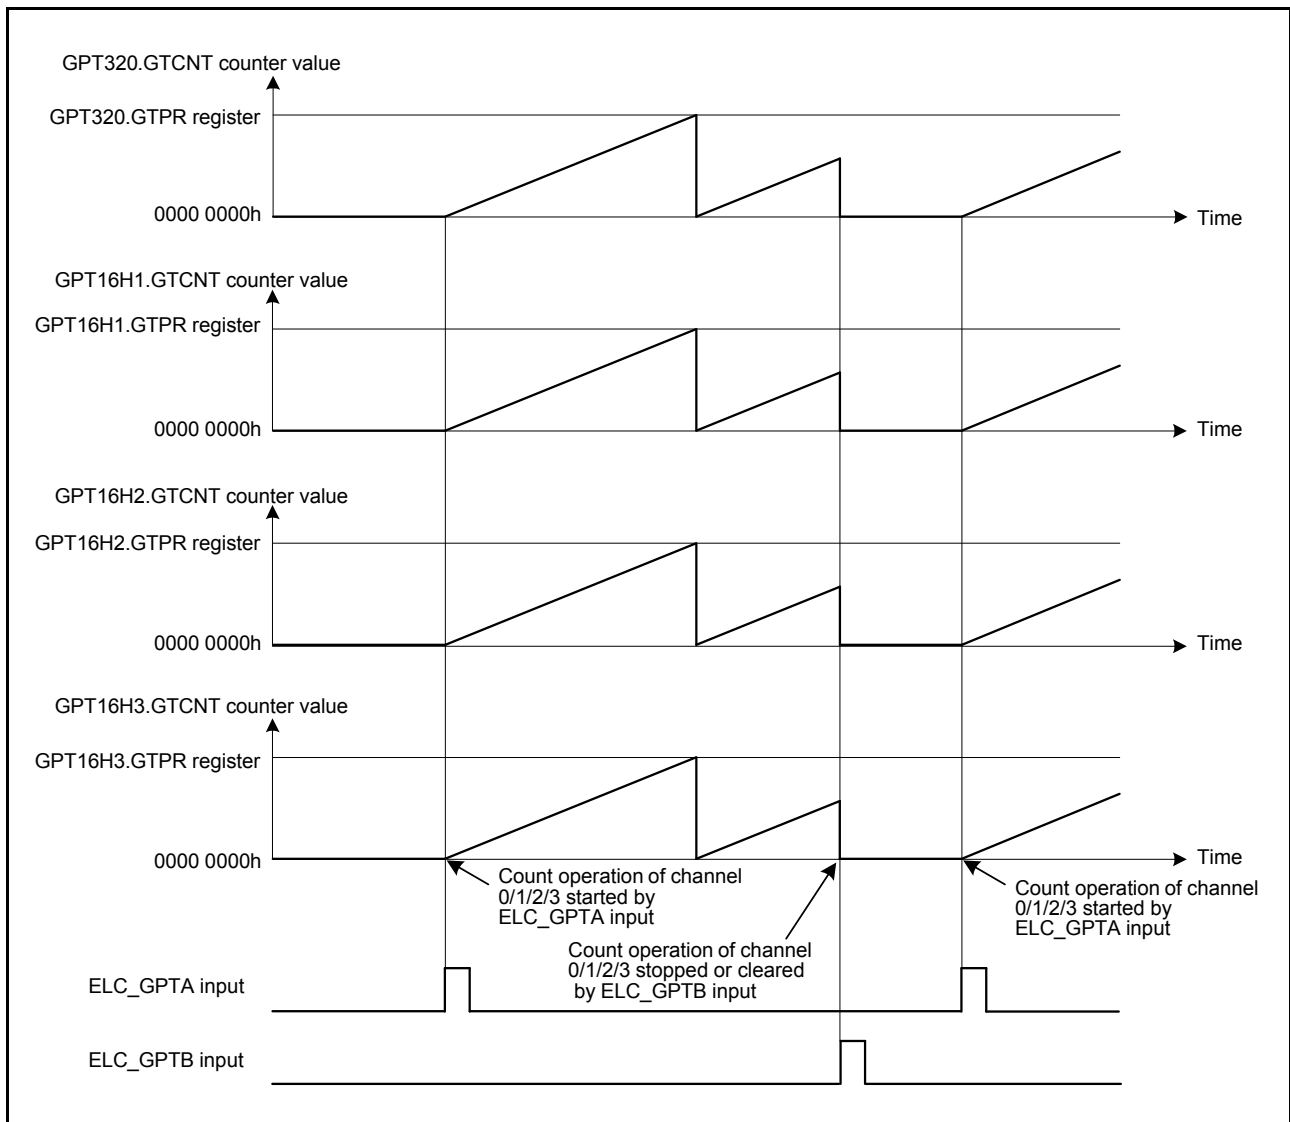 GPT320.GTCNT counter value
GPT320.GTPR register
0000 0000h
Time
GPT16H1.GTCNT counter value
GPT16H1.GTPR register
0000 0000h
Time
GPT16H2.GTCNT counter value
GPT16H2.GTPR register
0000 0000h
Time
GPT16H3.GTCNT counter value
GPT16H3.GTPR register
0000 0000h
Time
Count operation of channel
0/1/2/3 started by
ELC_GPTA input
Count operation of channel
0/1/2/3 stopped or cleared
by ELC_GPTB input
Count operation of channel
0/1/2/3 started by
ELC_GPTA input
ELC_GPTA input
ELC_GPTB input